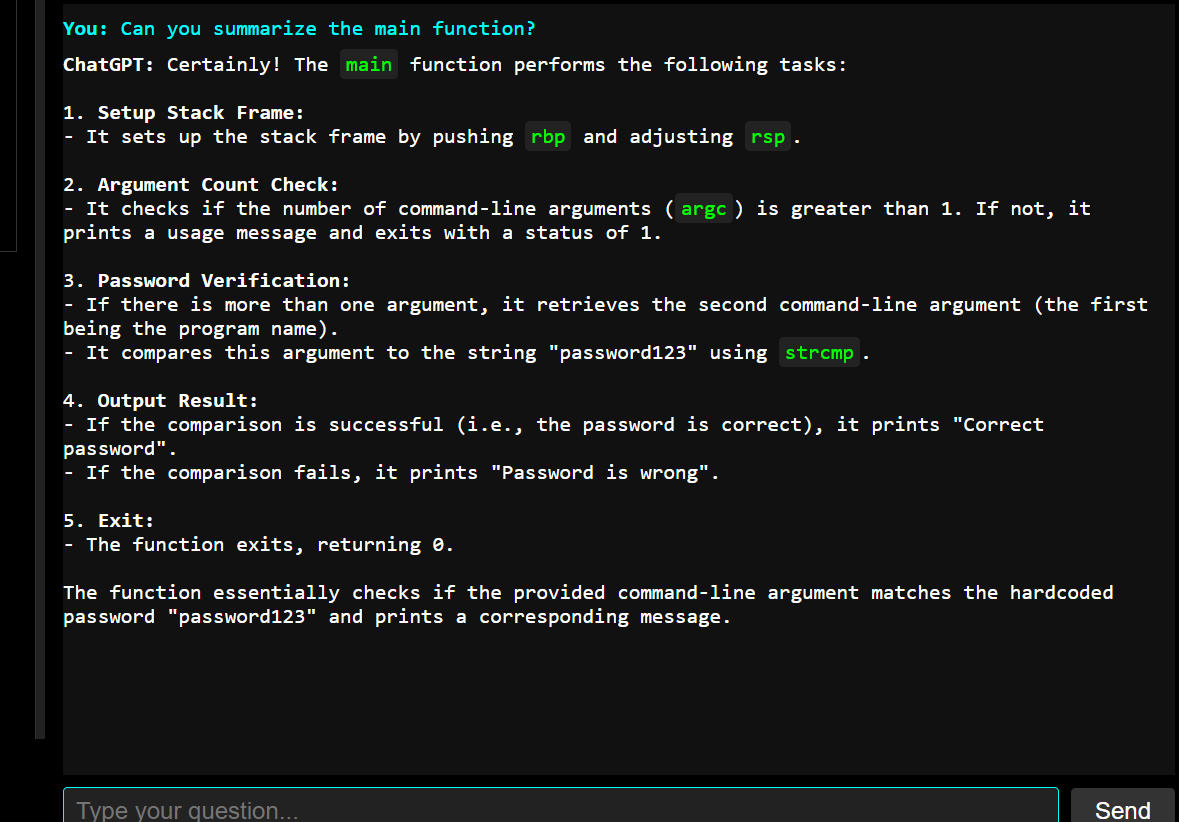 You: Can you summarize the main function?
ChatGPT: Certainly! The main function performs the following tasks:
1. Setup Stack Frame:
- It sets up the stack frame by pushing rbp and adjusting rsp.
2. Argument Count Check:
- It checks if the number of command-line arguments (argc) is greater than 1. If not, it
prints a usage message and exits with a status of 1.
3. Password Verification:
- If there is more than one argument, it retrieves the second command-line argument (the first
being the program name).
- It compares this argument to the string "password123" using strcmp.
4. Output Result:
- If the comparison is successful (i.e., the password is correct), it prints "Correct
password".
- If the comparison fails, it prints "Password is wrong".
5. Exit:
- The function exits, returning 0.
The function essentially checks if the provided command-line argument matches the hardcoded
password "password123" and prints a corresponding message.
Type your question...
Send